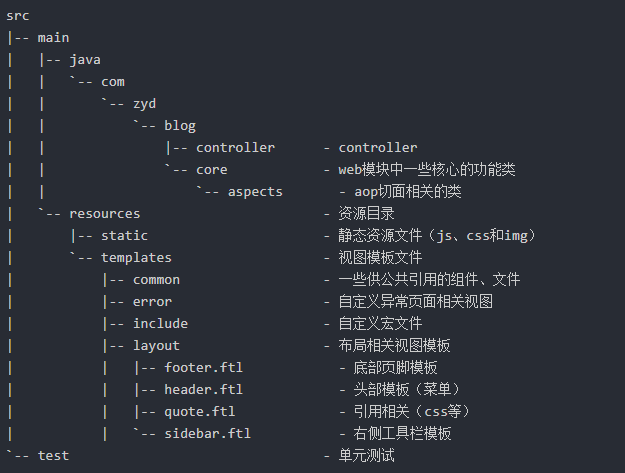 src
|-- main
|   |-- java
|   |   `-- com
|   |       `-- zyd
|   |           `-- blog
|   |               |-- controller      - controller
|   |               `-- core            - web模块中一些核心的功能类
|   |                   `-- aspects       - aop切面相关的类
|   `-- resources                       - 资源目录
|       |-- static                      - 静态资源文件（js、css和img）
|       `-- templates                   - 视图模板文件
|           |-- common                  - 一些供公共引用的组件、文件
|           |-- error                   - 自定义异常页面相关视图
|           |-- include                 - 自定义宏文件
|           |-- layout                  - 布局相关视图模板
|           |   |-- footer.ftl            - 底部页脚模板
|           |   |-- header.ftl            - 头部模板（菜单）
|           |   |-- quote.ftl             - 引用相关（css等）
|           |   `-- sidebar.ftl           - 右侧工具栏模板
`-- test                                - 单元测试